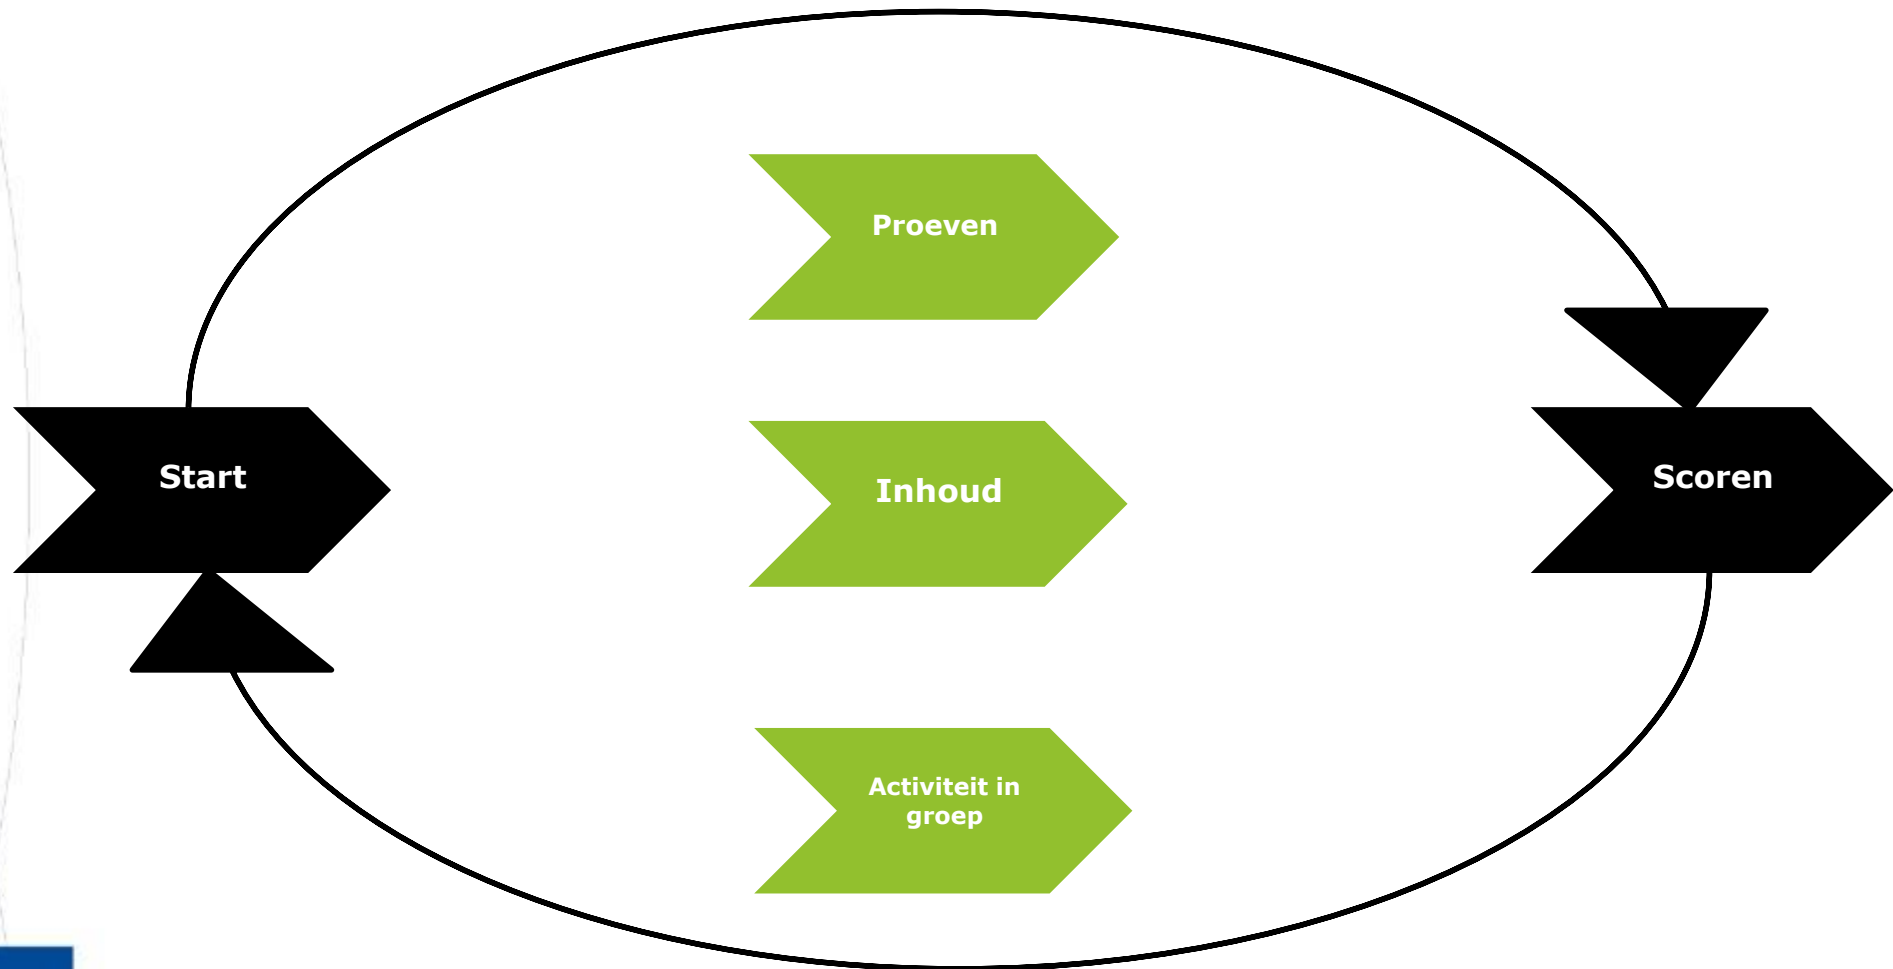 Proeven
Start
Inhoud
Scoren
Activiteit in
groep